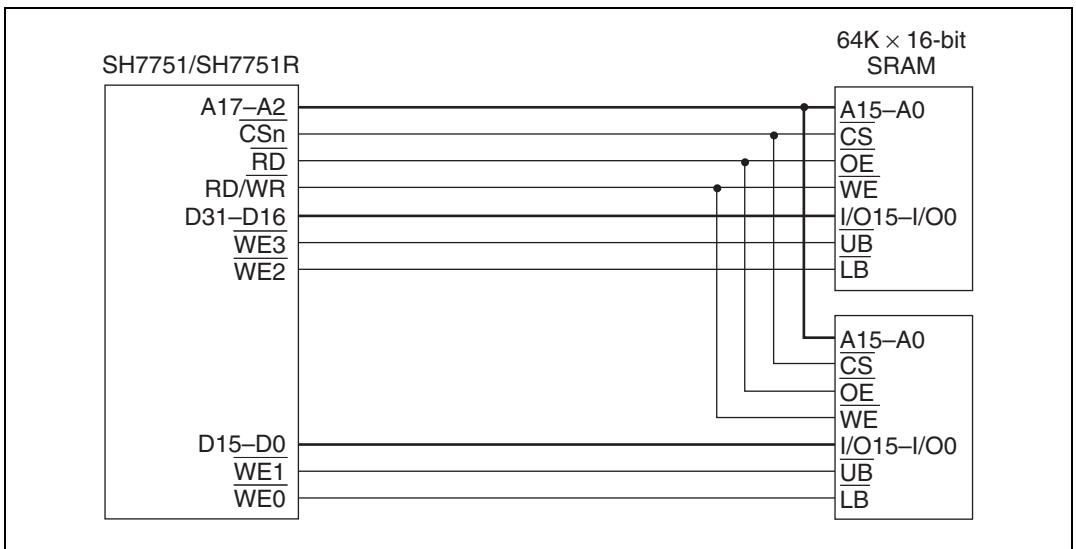 64K × 16-bit
SRAM
SH7751/SH7751R
A17–A2
CSn
RD
RD/WR
D31–D16
WE3
WE2
D15–D0
WE1
WE0
A15–A0
CS
OE
WE
I/O15–I/O0
UB
LB
A15–A0
CS
OE
WE
I/O15–I/O0
UB
LB